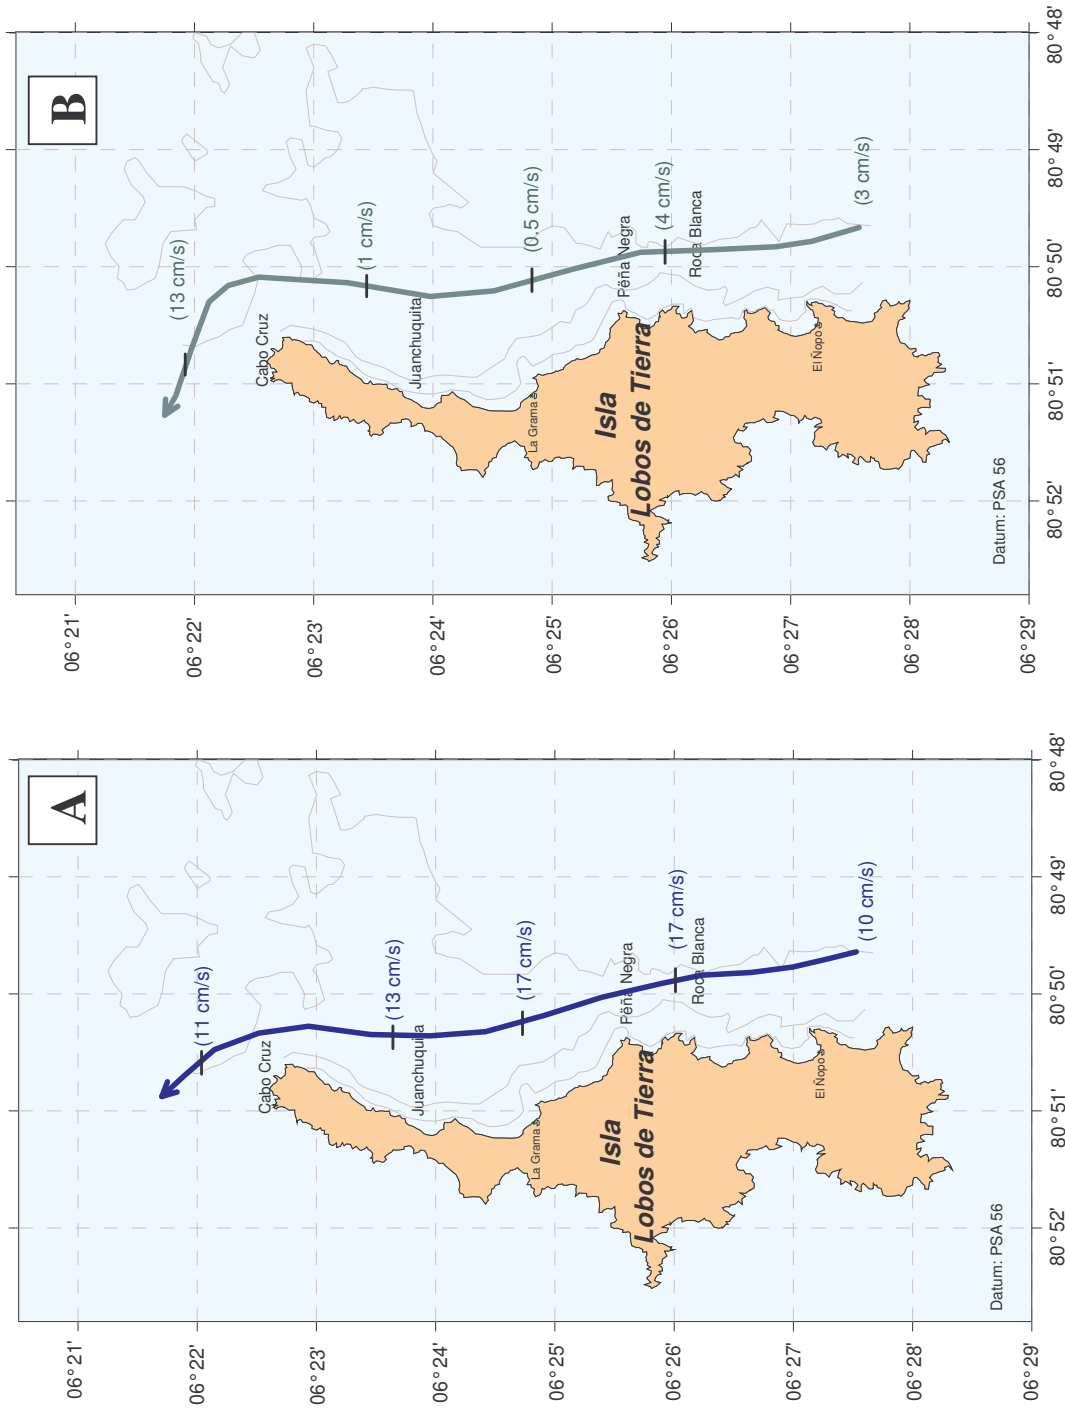 A
(11 cm/s)
(13 cm/s)
(17 cm/s)
(17 cm/s)
(10 cm/s)
Cabo Cruz
Juanchuquita
La Grama
Pëña Negra
Roca Blanca
El Ñopo
Isla
Lobos de Tierra
Datum: PSA 56
06° 21'
06° 22'
06° 23'
06° 24'
06° 25'
06° 26'
06° 27'
06° 28'
06° 29'
80° 52'
80° 51'
80° 50'
80° 49'
80° 48'
B
(13 cm/s)
(1 cm/s)
(0.5 cm/s)
(4 cm/s)
(3 cm/s)
Cabo Cruz
Juanchuquita
La Grama
Pëña Negra
Roca Blanca
El Ñopo
Isla
Lobos de Tierra
Datum: PSA 56
06° 21'
06° 22'
06° 23'
06° 24'
06° 25'
06° 26'
06° 27'
06° 28'
06° 29'
80° 52'
80° 51'
80° 50'
80° 49'
80° 48'